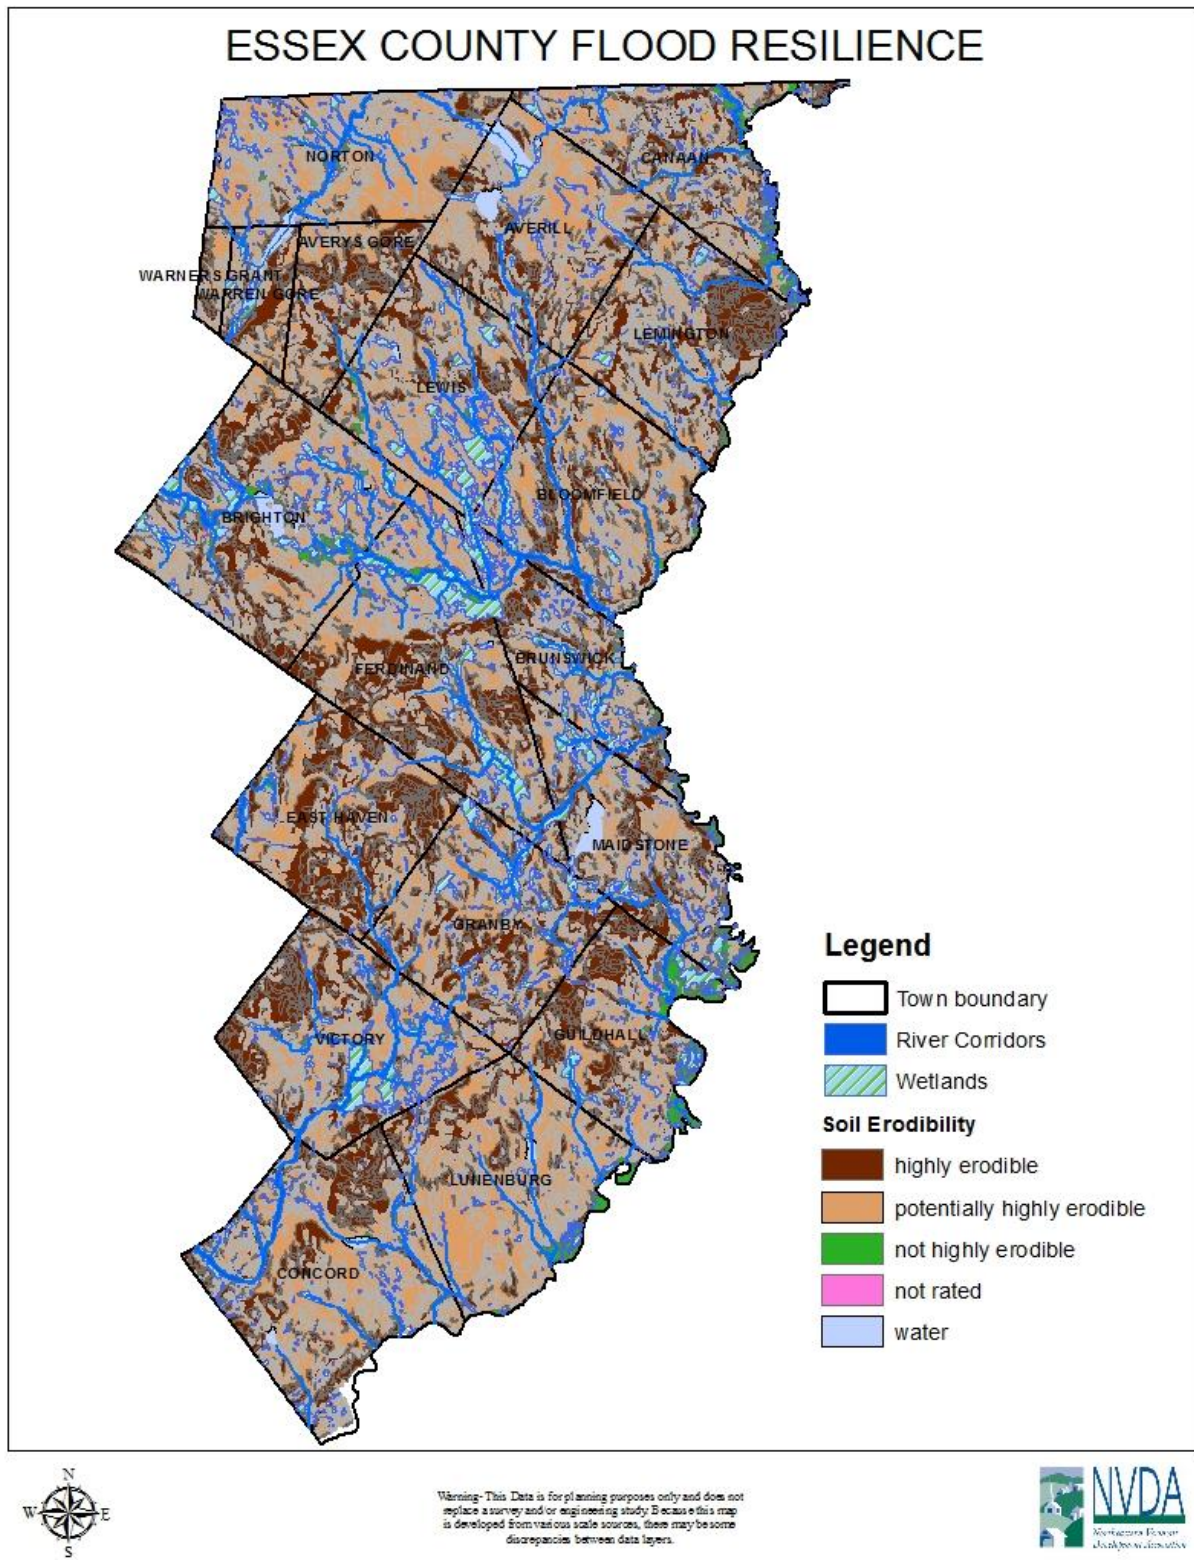 ESSEX COUNTY FLOOD RESILIENCE
NORTON
CANAAN
AVERILL
AVERYS GORE
WARNERS GRANT
WARREN GORE
LEMINGTON
LEWIS
BLOOMFIELD
BRIGHTON
BRUNSWICK
FERDINAND
EAST HAVEN
MAIDSTONE
GRANBY
GUILDHALL
VICTORY
LUNENBURG
CONCORD
Legend
Town boundary
River Corridors
Wetlands
Soil Erodibility
highly erodible
potentially highly erodible
not highly erodible
not rated
water
N
W
E
S
Warning- This Data is for planning purposes only and does not
replace a survey and/or engineering study. Because this map
is developed from various scale sources, there may be some
discrepancies between data layers.
NVDA
Northeastern Vermont
Development Association